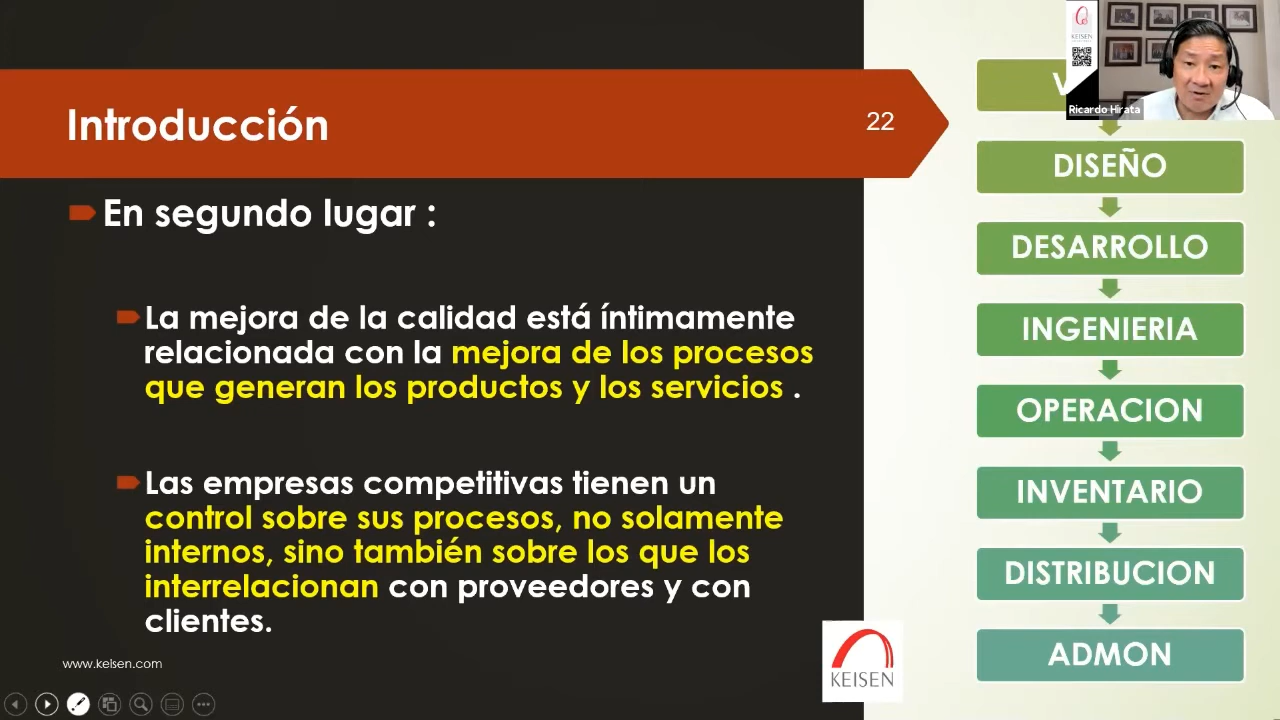 Introducción
22
En segundo lugar :
La mejora de la calidad está íntimamente
relacionada con la mejora de los procesos
que generan los productos y los servicios .
Las empresas competitivas tienen un
control sobre sus procesos, no solamente
internos, sino también sobre los que los
interrelacionan con proveedores y con
clientes.
www.keisen.com
KEISEN
KEISEN
Ricardo Hirata
DISEÑO
DESARROLLO
INGENIERIA
OPERACION
INVENTARIO
DISTRIBUCION
ADMON